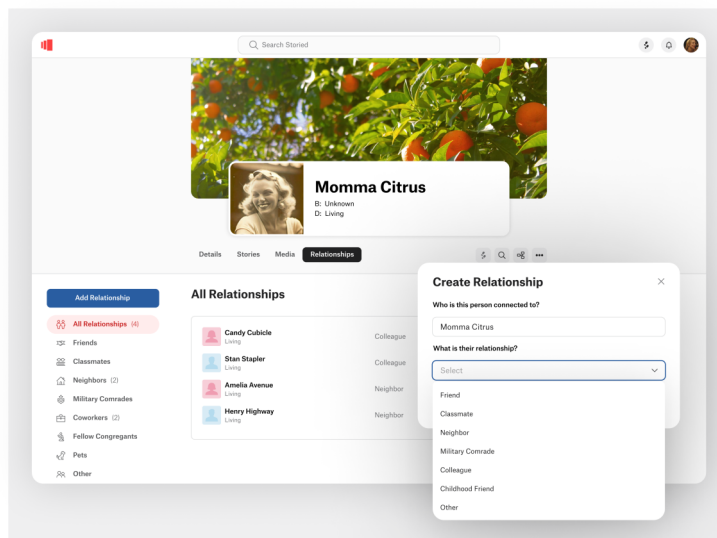 Search Storied
Momma Citrus
B: Unknown
D: Living
Details Stories Media Relationships
Add Relationship
All Relationships (4)
Friends
Classmates
Neighbors (2)
Military Comrades
Coworkers (2)
Fellow Congregants
Pets
Other
All Relationships
Candy Cubicle
Living
Colleague
Stan Stapler
Living
Colleague
Amelia Avenue
Living
Neighbor
Henry Highway
Living
Neighbor
Create Relationship
Who is this person connected to?
Momma Citrus
What is their relationship?
Select
Friend
Classmate
Neighbor
Military Comrade
Colleague
Childhood Friend
Other